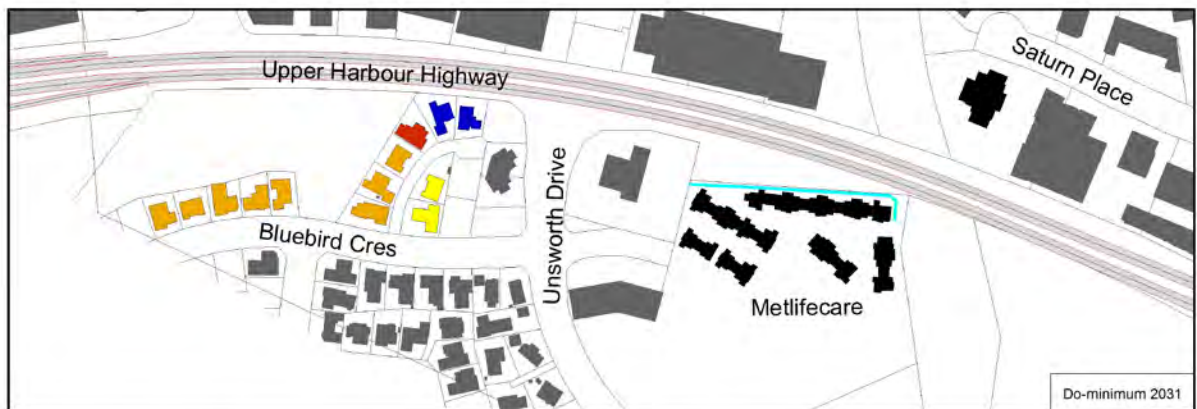 Upper Harbour Highway
Saturn Place
Unsworth Drive
Bluebird Cres
Metlifecare
Do-minimum 2031